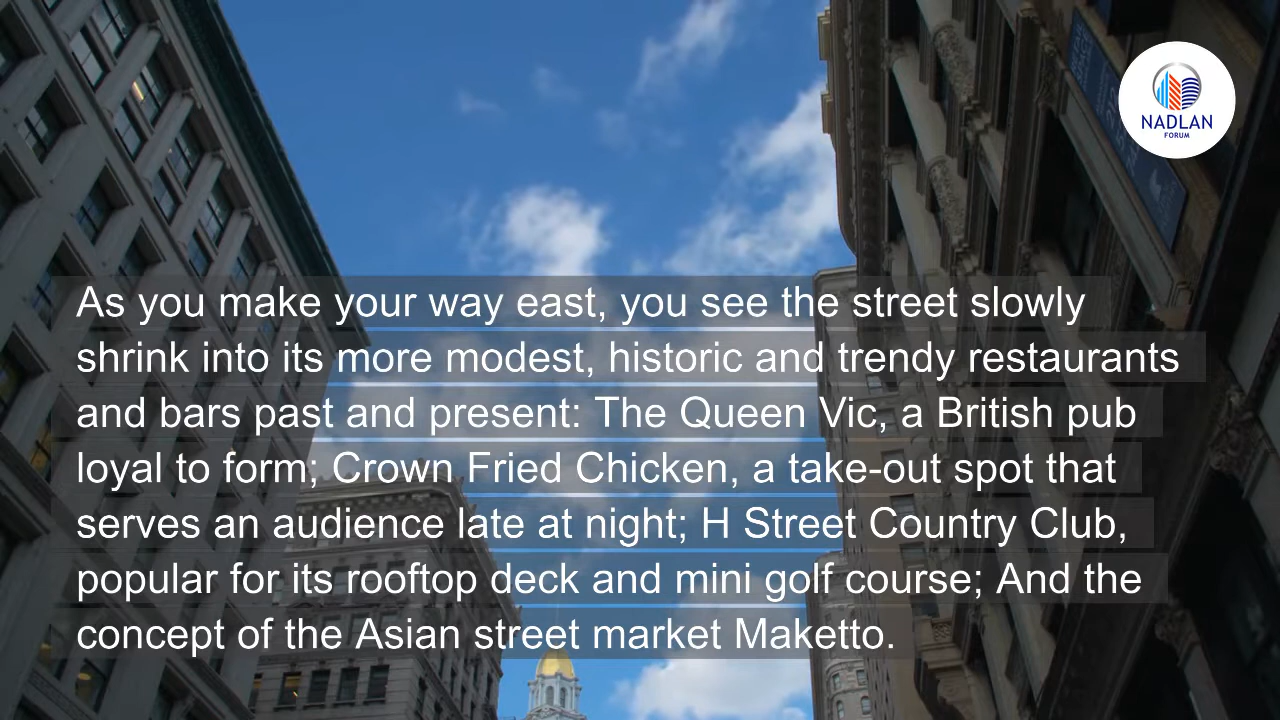 NADLAN
FORUM
As you make your way east, you see the street slowly
shrink into its more modest, historic and trendy restaurants
and bars past and present: The Queen Vic, a British pub
loyal to form; Crown Fried Chicken, a take-out spot that
serves an audience late at night; H Street Country Club,
popular for its rooftop deck and mini golf course; And the
concept of the Asian street market Maketto.